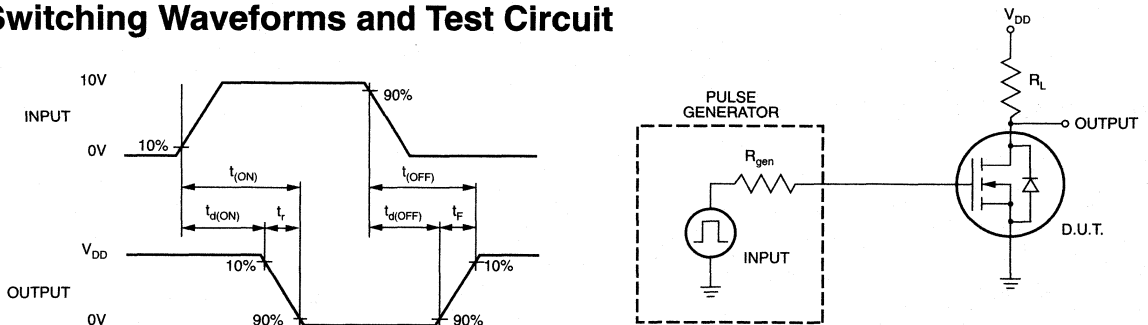 Switching Waveforms and Test Circuit
10V
INPUT
0V
10%
90%
t(ON)
t(OFF)
td(ON)
tr
td(OFF)
tF
VDD
OUTPUT
0V
10%
90%
10%
90%
PULSE
GENERATOR
Rgen
INPUT
VDD
RL
OUTPUT
D.U.T.